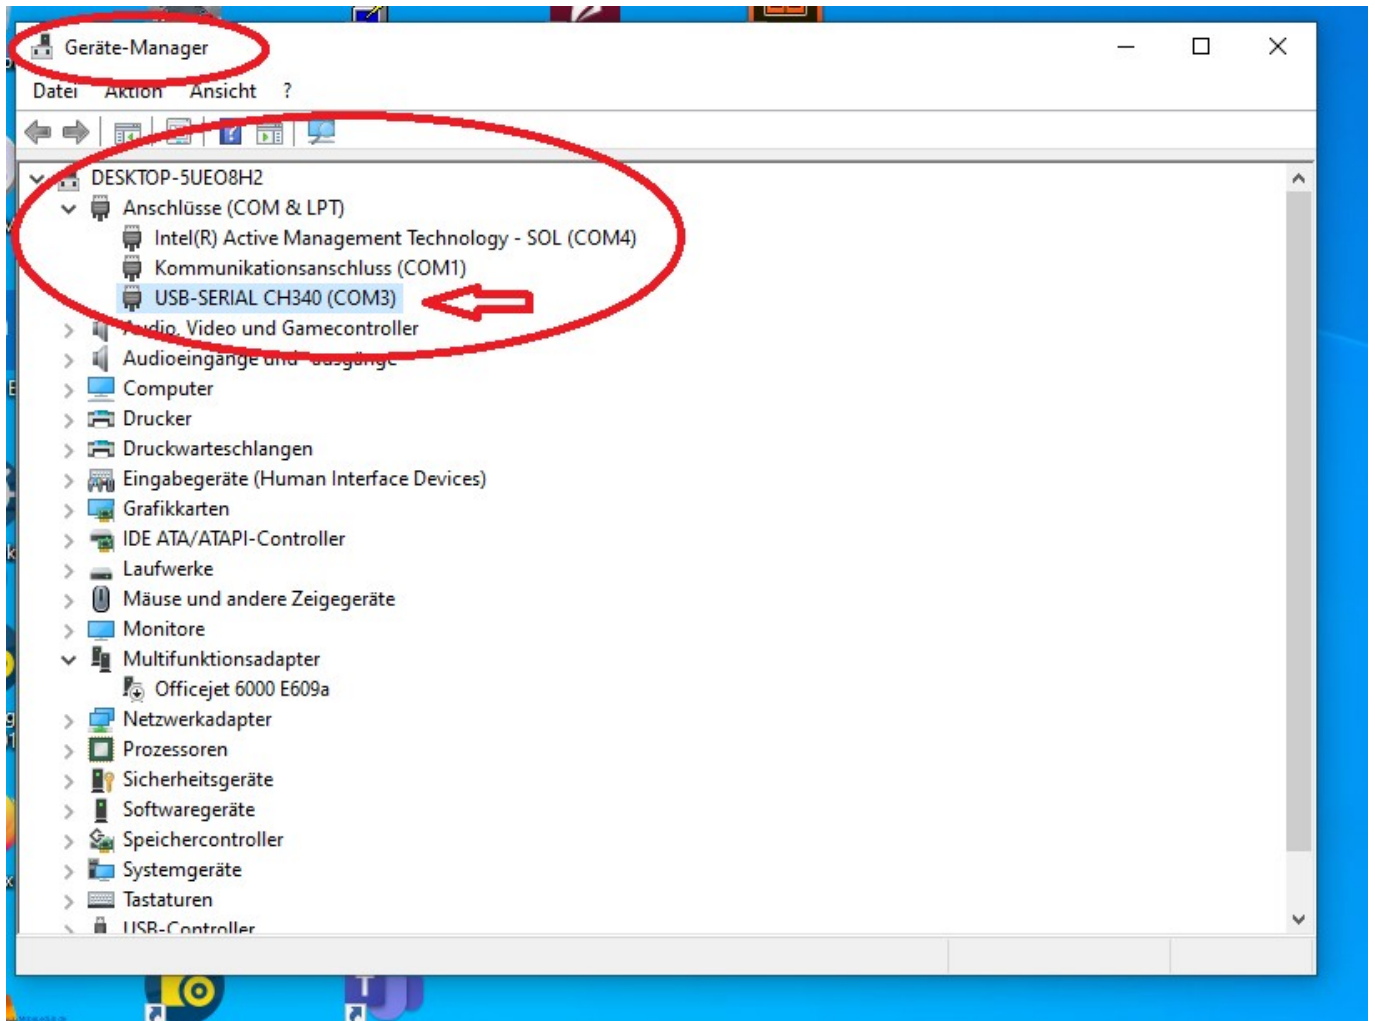 Geräte-Manager
Datei Aktion Ansicht ?
DESKTOP-5UEO8H2
Anschlüsse (COM & LPT)
Intel(R) Active Management Technology - SOL (COM4)
Kommunikationsanschluss (COM1)
USB-SERIAL CH340 (COM3)
Audio, Video und Gamecontroller
Audioeingänge und -ausgänge
Computer
Drucker
Druckwarteschlangen
Eingabegeräte (Human Interface Devices)
Grafikkarten
IDE ATA/ATAPI-Controller
Laufwerke
Mäuse und andere Zeigegeräte
Monitore
Multifunktionsadapter
Officejet 6000 E609a
Netzwerkadapter
Prozessoren
Sicherheitsgeräte
Softwaregeräte
Speichercontroller
Systemgeräte
Tastaturen
USB-Controller
T